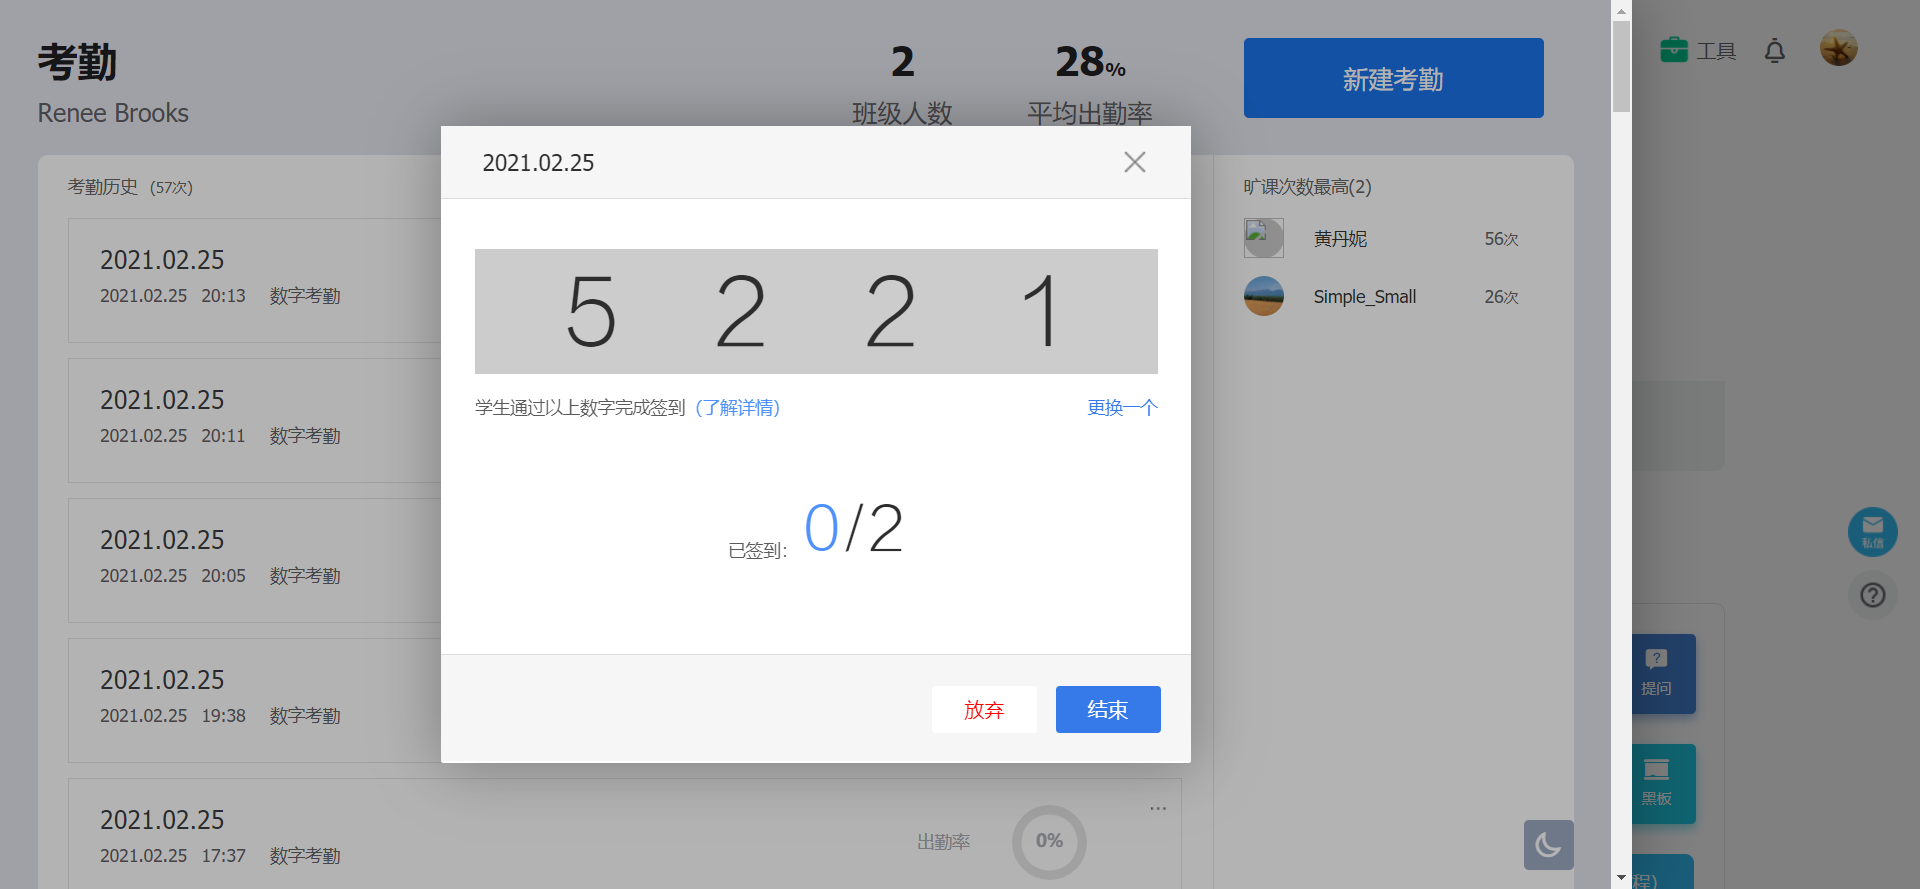 考勤
Renee Brooks
2
班级人数
28%
平均出勤率
新建考勤
工具
考勤历史 (57次)
2021.02.25
2021.02.25 20:13 数字考勤
2021.02.25
2021.02.25 20:11 数字考勤
2021.02.25
2021.02.25 20:05 数字考勤
2021.02.25
2021.02.25 19:38 数字考勤
2021.02.25
2021.02.25 17:37 数字考勤
出勤率
0%
2021.02.25
5 2 2 1
学生通过以上数字完成签到 (了解详情)
更换一个
已签到: 0/2
放弃
结束
旷课次数最高(2)
黄丹妮 56次
Simple_Small 26次
私信
提问
黑板
程)